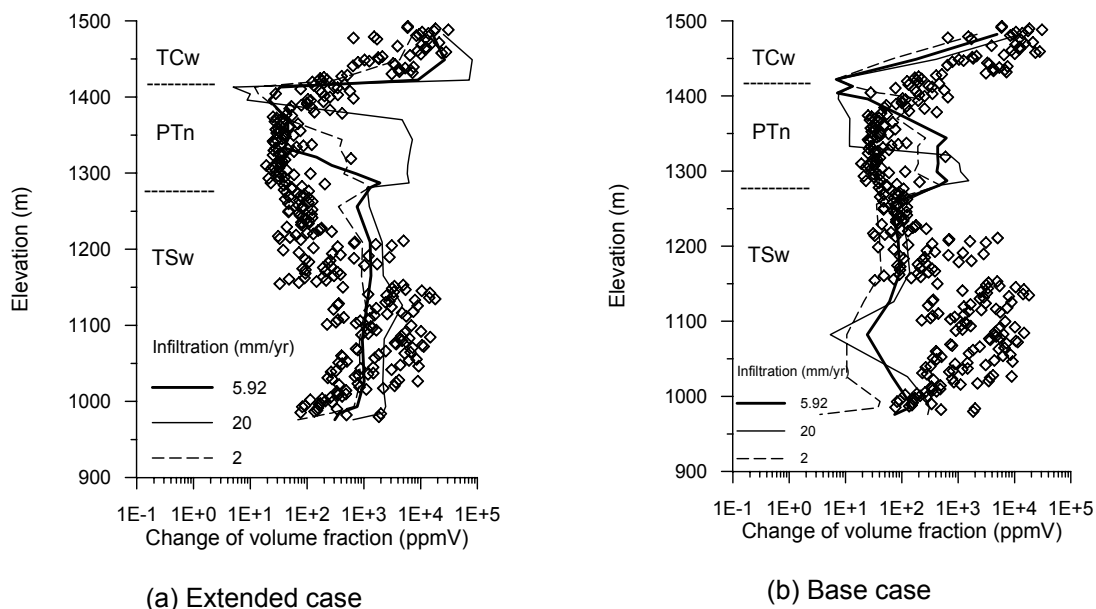 1500
1400
1300
1200
1100
1000
900
Elevation (m)
TCw
PTn
TSw
Infiltration (mm/yr)
5.92
20
2
1E-1 1E+0 1E+1 1E+2 1E+3 1E+4 1E+5
Change of volume fraction (ppmV)
(a) Extended case
1500
1400
1300
1200
1100
1000
900
Elevation (m)
TCw
PTn
TSw
Infiltration (mm/yr)
5.92
20
2
1E-1 1E+0 1E+1 1E+2 1E+3 1E+4 1E+5
Change of volume fraction (ppmV)
(b) Base case